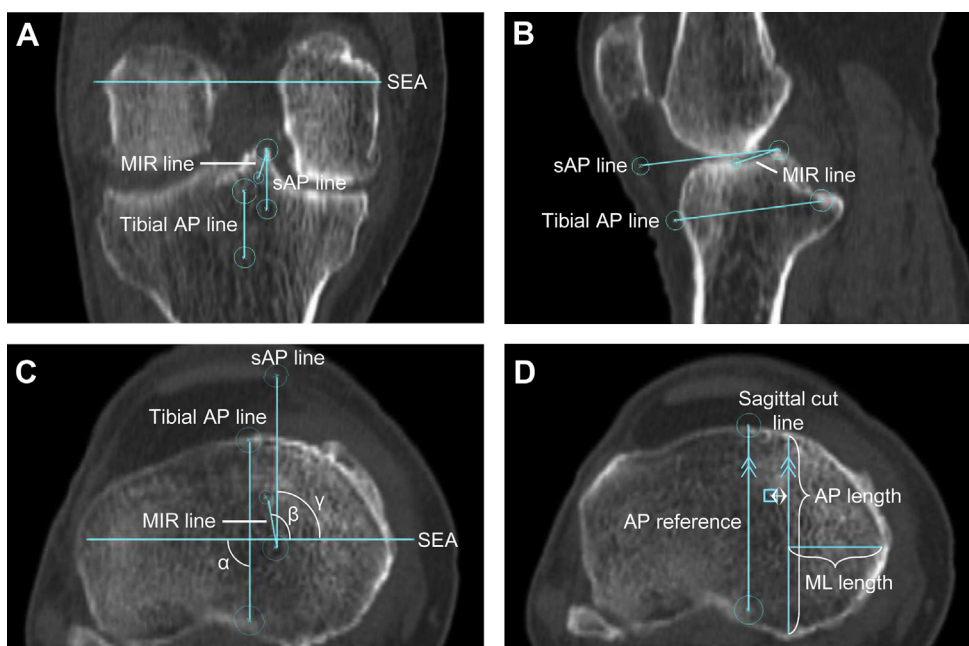 A
SEA
MIR line
sAP line
Tibial AP line
B
sAP line
MIR line
Tibial AP line
C
sAP line
Tibial AP line
γ
β
MIR line
SEA
α
D
Sagittal cut
line
AP length
AP reference
ML length